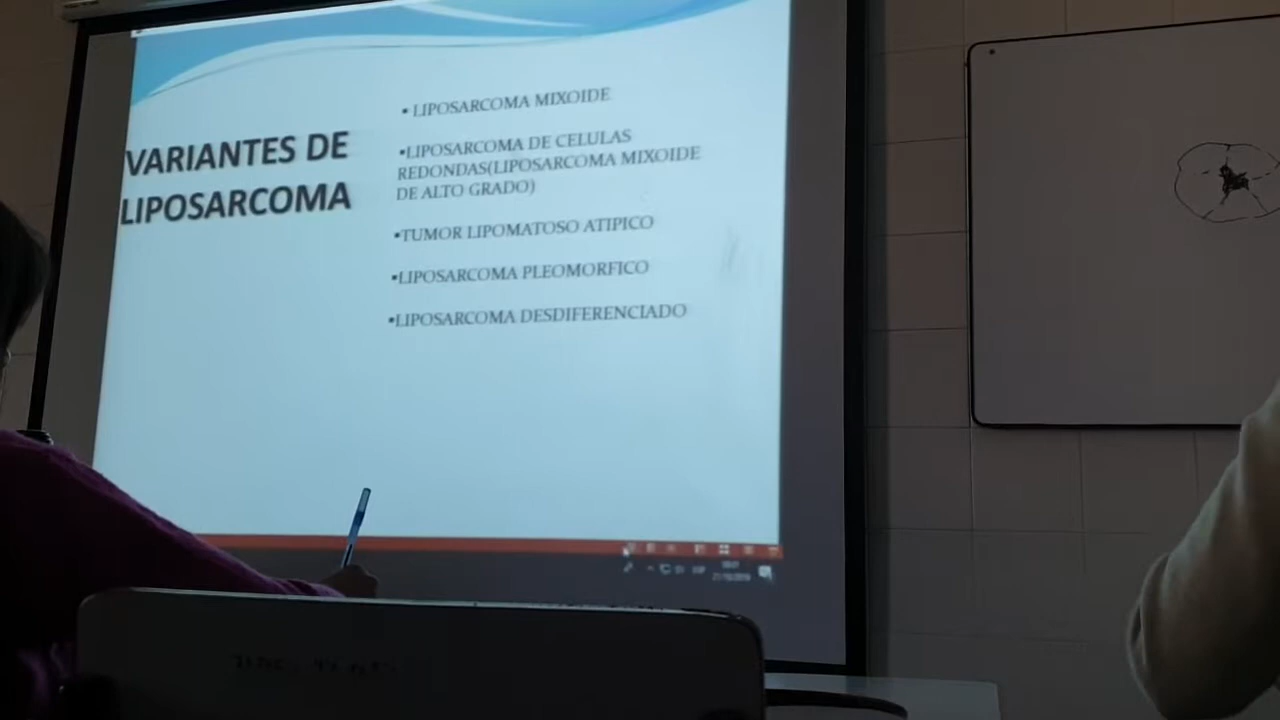 VARIANTES DE
LIPOSARCOMA
▪ LIPOSARCOMA MIXOIDE
▪LIPOSARCOMA DE CELULAS
REDONDAS(LIPOSARCOMA MIXOIDE
DE ALTO GRADO)
▪TUMOR LIPOMATOSO ATIPICO
▪LIPOSARCOMA PLEOMORFICO
▪LIPOSARCOMA DESDIFERENCIADO